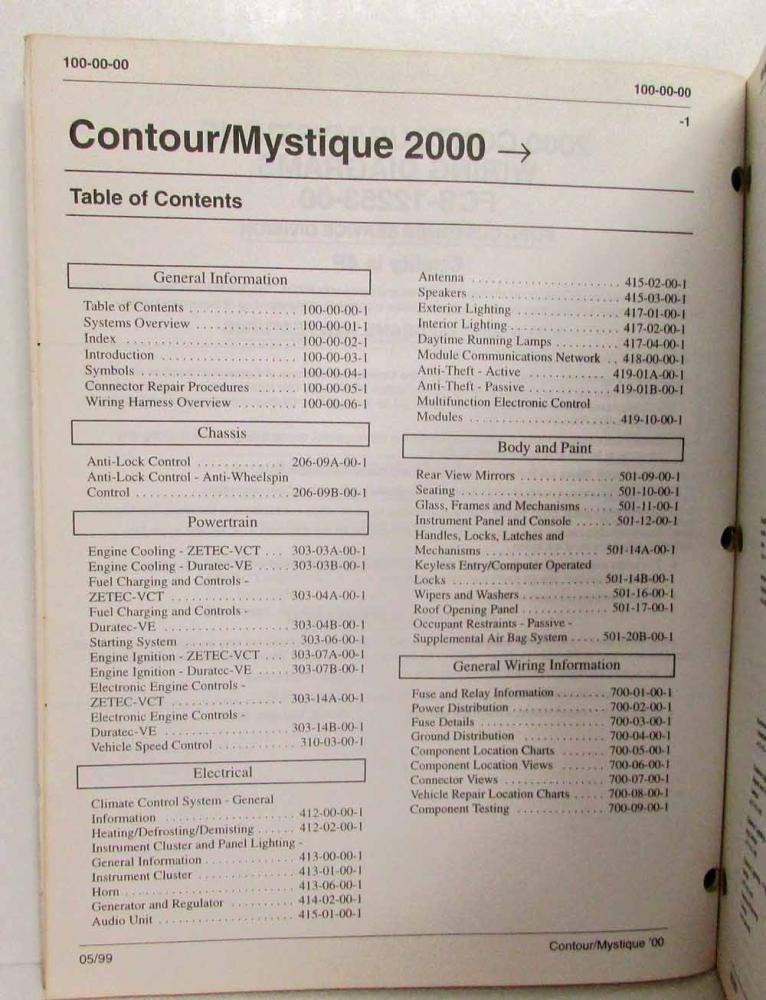 100-00-00
100-00-00
-1
Contour/Mystique 2000 →
Table of Contents
General Information
Table of Contents . . . . . . . . . . . . . . . 100-00-00-1
Systems Overview . . . . . . . . . . . . . 100-00-01-1
Index . . . . . . . . . . . . . . . . . . . . . . . 100-00-02-1
Introduction . . . . . . . . . . . . . . . . . . 100-00-03-1
Symbols . . . . . . . . . . . . . . . . . . . . . 100-00-04-1
Connector Repair Procedures . . . . . . 100-00-05-1
Wiring Harness Overview . . . . . . . . . 100-00-06-1
Chassis
Anti-Lock Control . . . . . . . . . . . . 206-09A-00-1
Anti-Lock Control - Anti-Wheelspin
Control . . . . . . . . . . . . . . . . . . . . . 206-09B-00-1
Powertrain
Engine Cooling - ZETEC-VCT . . . 303-03A-00-1
Engine Cooling - Duratec-VE . . . . . 303-03B-00-1
Fuel Charging and Controls -
ZETEC-VCT . . . . . . . . . . . . . . . . 303-04A-00-1
Fuel Charging and Controls -
Duratec-VE . . . . . . . . . . . . . . . . . . 303-04B-00-1
Starting System . . . . . . . . . . . . . . . . 303-06-00-1
Engine Ignition - ZETEC-VCT . . . 303-07A-00-1
Engine Ignition - Duratec-VE . . . . . 303-07B-00-1
Electronic Engine Controls -
ZETEC-VCT . . . . . . . . . . . . . . . . 303-14A-00-1
Electronic Engine Controls -
Duratec-VE . . . . . . . . . . . . . . . . . . 303-14B-00-1
Vehicle Speed Control . . . . . . . . . . . 310-03-00-1
Electrical
Climate Control System - General
Information . . . . . . . . . . . . . . . . . . . . 412-00-00-1
Heating/Defrosting/Demisting . . . . . . 412-02-00-1
Instrument Cluster and Panel Lighting -
General Information . . . . . . . . . . . . . 413-00-00-1
Instrument Cluster . . . . . . . . . . . . . . 413-01-00-1
Horn . . . . . . . . . . . . . . . . . . . . . . . . 413-06-00-1
Generator and Regulator . . . . . . . . . . 414-02-00-1
Audio Unit . . . . . . . . . . . . . . . . . . . . 415-01-00-1
Antenna . . . . . . . . . . . . . . . . . . . . . . 415-02-00-1
Speakers . . . . . . . . . . . . . . . . . . . . . . 415-03-00-1
Exterior Lighting . . . . . . . . . . . . . . . 417-01-00-1
Interior Lighting . . . . . . . . . . . . . . . . 417-02-00-1
Daytime Running Lamps . . . . . . . . . . 417-04-00-1
Module Communications Network . . 418-00-00-1
Anti-Theft - Active . . . . . . . . . . . 419-01A-00-1
Anti-Theft - Passive . . . . . . . . . . . . 419-01B-00-1
Multifunction Electronic Control
Modules . . . . . . . . . . . . . . . . . . . . . . 419-10-00-1
Body and Paint
Rear View Mirrors . . . . . . . . . . . . . . 501-09-00-1
Seating . . . . . . . . . . . . . . . . . . . . . . . 501-10-00-1
Glass, Frames and Mechanisms . . . . . 501-11-00-1
Instrument Panel and Console . . . . . . 501-12-00-1
Handles, Locks, Latches and
Mechanisms . . . . . . . . . . . . . . . . 501-14A-00-1
Keyless Entry/Computer Operated
Locks . . . . . . . . . . . . . . . . . . . . . . 501-14B-00-1
Wipers and Washers . . . . . . . . . . . . . 501-16-00-1
Roof Opening Panel . . . . . . . . . . . . . 501-17-00-1
Occupant Restraints - Passive -
Supplemental Air Bag System . . . . . 501-20B-00-1
General Wiring Information
Fuse and Relay Information . . . . . . . . 700-01-00-1
Power Distribution . . . . . . . . . . . . . . 700-02-00-1
Fuse Details . . . . . . . . . . . . . . . . . . . 700-03-00-1
Ground Distribution . . . . . . . . . . . . . 700-04-00-1
Component Location Charts . . . . . . . 700-05-00-1
Component Location Views . . . . . . . 700-06-00-1
Connector Views . . . . . . . . . . . . . . . 700-07-00-1
Vehicle Repair Location Charts . . . . . 700-08-00-1
Component Testing . . . . . . . . . . . . . 700-09-00-1
05/99
Contour/Mystique '00